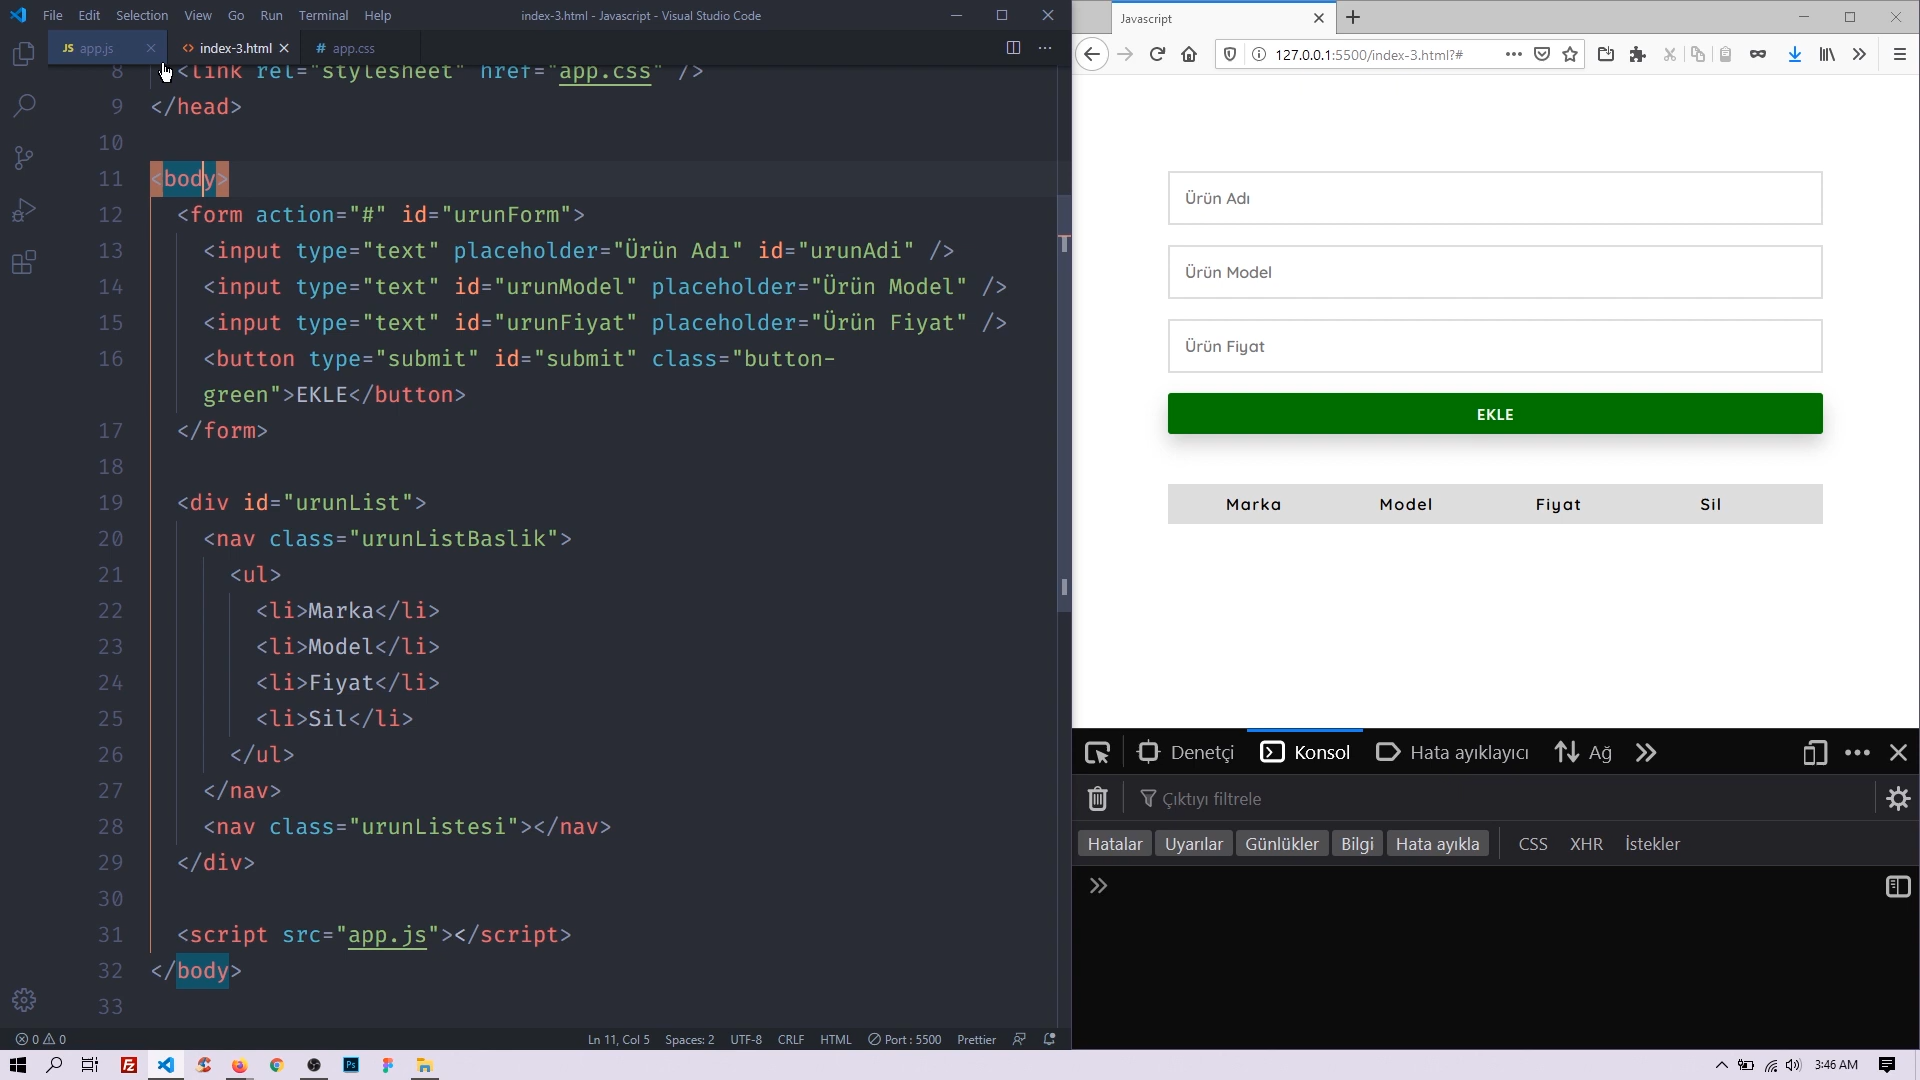 File Edit Selection View Go Run Terminal Help index-3.html - Javascript - Visual Studio Code
JS app.js <> index-3.html # app.css
8 <link rel="stylesheet" href="app.css" />
9 </head>
10
11 <body>
12 <form action="#" id="urunForm">
13 <input type="text" placeholder="Ürün Adı" id="urunAdi" />
14 <input type="text" id="urunModel" placeholder="Ürün Model" />
15 <input type="text" id="urunFiyat" placeholder="Ürün Fiyat" />
16 <button type="submit" id="submit" class="button-
green">EKLE</button>
17 </form>
18
19 <div id="urunList">
20 <nav class="urunListBaslik">
21 <ul>
22 <li>Marka</li>
23 <li>Model</li>
24 <li>Fiyat</li>
25 <li>Sil</li>
26 </ul>
27 </nav>
28 <nav class="urunListesi"></nav>
29 </div>
30
31 <script src="app.js"></script>
32 </body>
33
0 0 Ln 11, Col 5 Spaces: 2 UTF-8 CRLF HTML Port : 5500 Prettier
Javascript
127.0.0.1:5500/index-3.html?#
Ürün Adı
Ürün Model
Ürün Fiyat
EKLE
Marka Model Fiyat Sil
Denetçi Konsol Hata ayıklayıcı Ağ
Çıktıyı filtrele
Hatalar Uyarılar Günlükler Bilgi Hata ayıkla CSS XHR İstekler
Fz Ps 3:46 AM